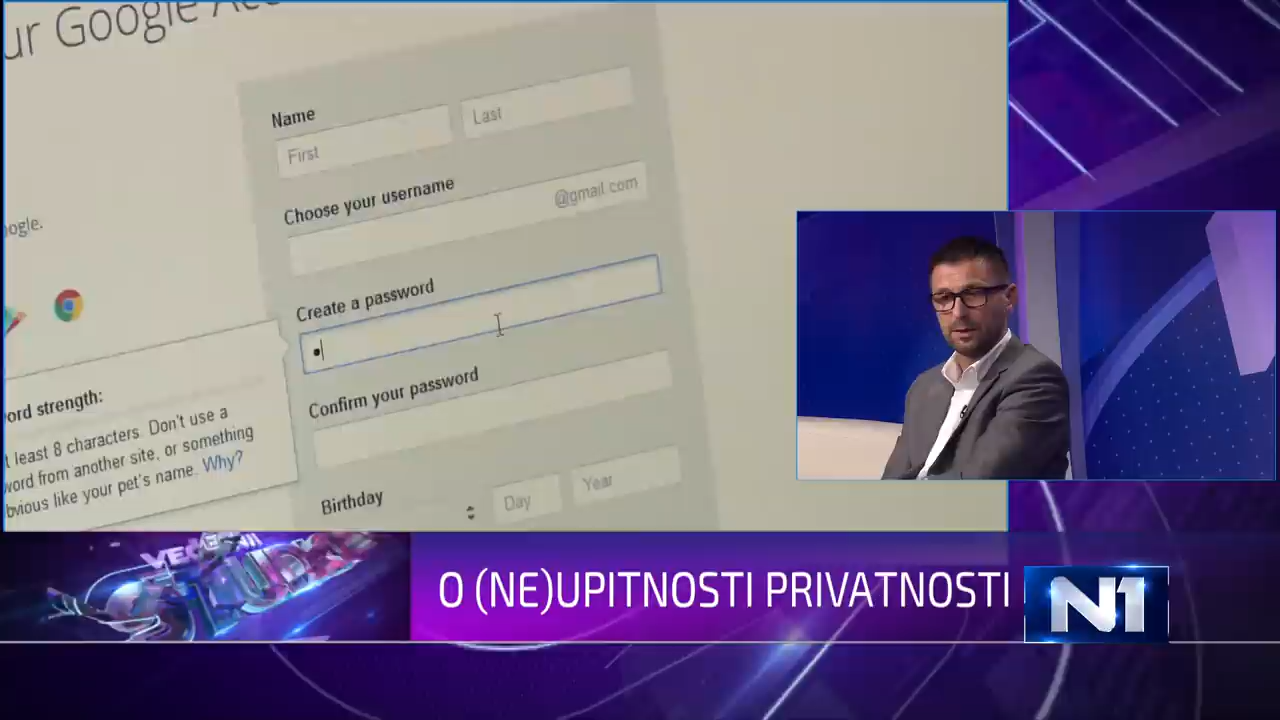 ur Google Acc
Name
First
Last
Choose your username
@gmail.com
oogle.
Create a password
Confirm your password
ord strength:
t least 8 characters. Don't use a
word from another site, or something
bvious like your pet's name. Why?
Birthday
Day
Year
O (NE)UPITNOSTI PRIVATNOSTI
N1